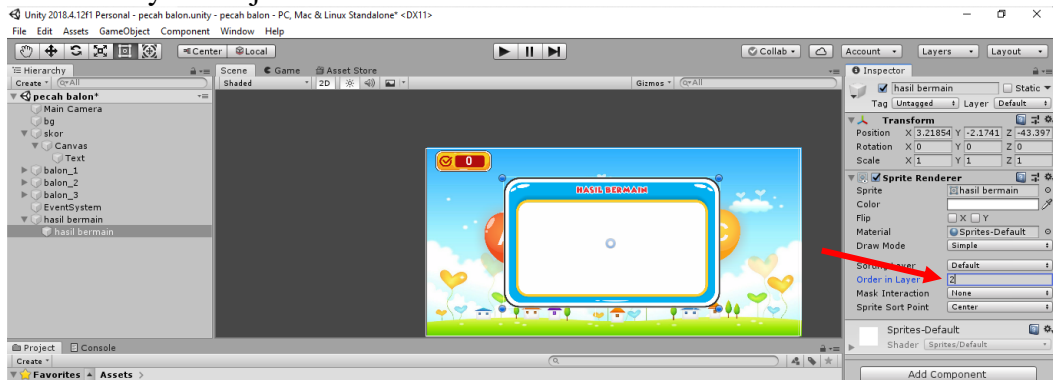 Unity 2018.4.12f1 Personal - pecah balon.unity - pecah balon - PC, Mac & Linux Standalone* <DX11>
File Edit Assets GameObject Component Window Help
Center Local Collab Account Layers Layout
Hierarchy
Create All
pecah balon*
Main Camera
bg
skor
Canvas
Text
balon_1
balon_2
balon_3
EventSystem
hasil bermain
hasil bermain
Scene Game Asset Store
Shaded 2D Gizmos All
0
HASIL BERMAIN
Inspector
hasil bermain Static
Tag Untagged Layer Default
Transform
Position X 3.21854 Y -2.1741 Z -43.397
Rotation X 0 Y 0 Z 0
Scale X 1 Y 1 Z 1
Sprite Renderer
Sprite hasil bermain
Color
Flip X Y
Material Sprites-Default
Draw Mode Simple
Sorting Layer Default
Order in Layer 2
Mask Interaction None
Sprite Sort Point Center
Sprites-Default
Shader Sprites/Default
Add Component
Project Console
Create
Favorites Assets >